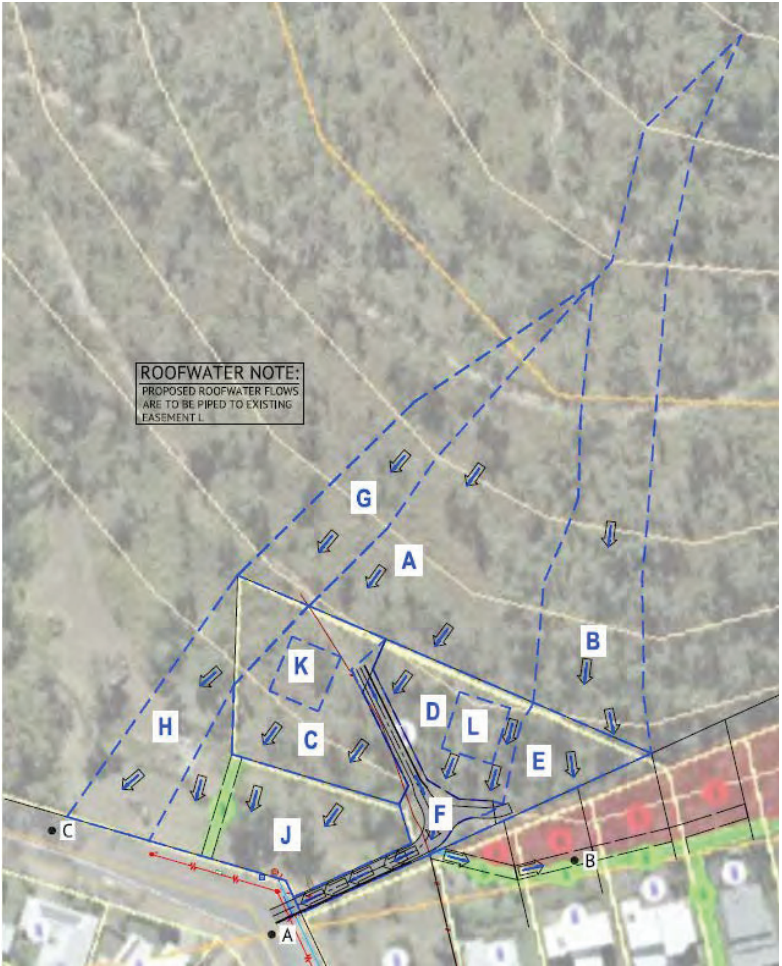 ROOFWATER NOTE:
PROPOSED ROOFWATER FLOWS
ARE TO BE PIPED TO EXISTING
EASEMENT L
G
A
B
K
D
L
H
C
E
F
J
C
B
A